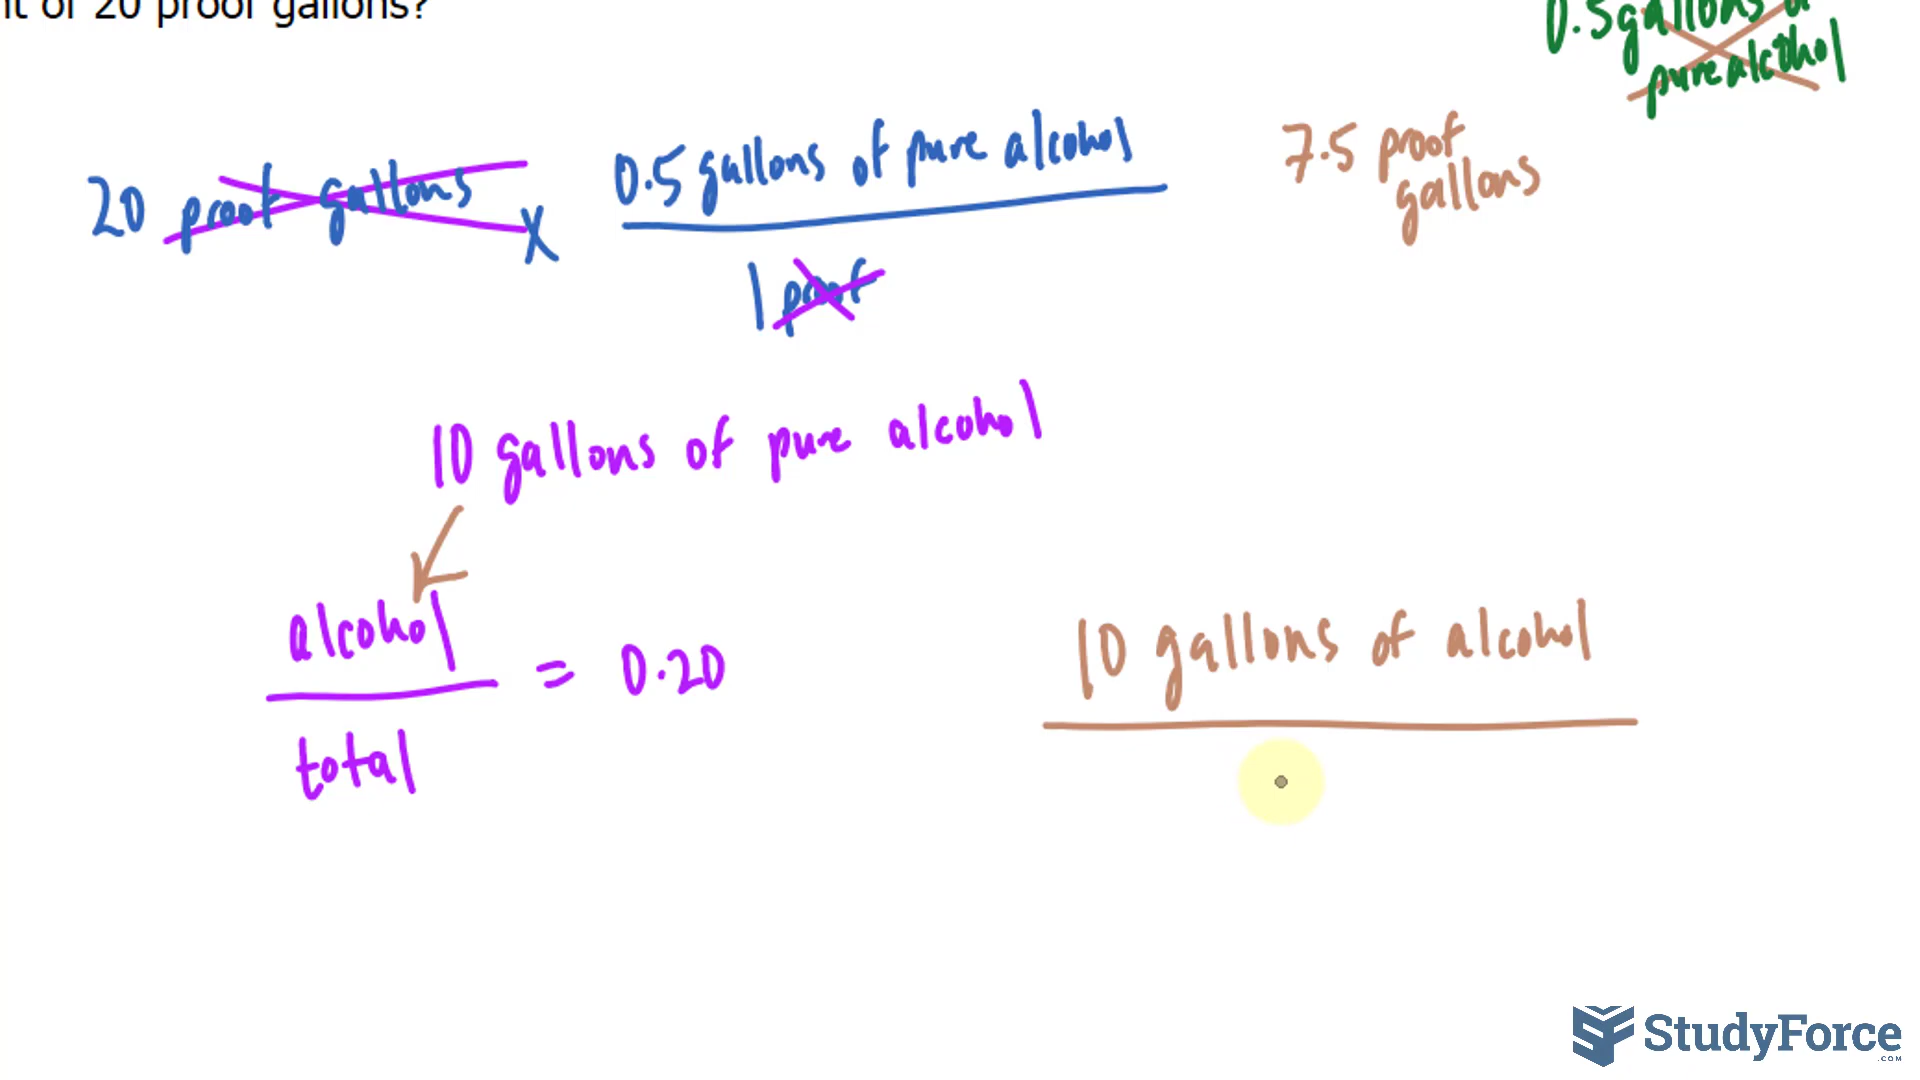 nt of 20 proof gallons?
0.5 gallons o
pure alcohol
20 proof gallons x 0.5 gallons of pure alcohol
1 proof
7.5 proof
gallons
10 gallons of pure alcohol
alcohol
total
= 0.20
10 gallons of alcohol
StudyForce
.COM